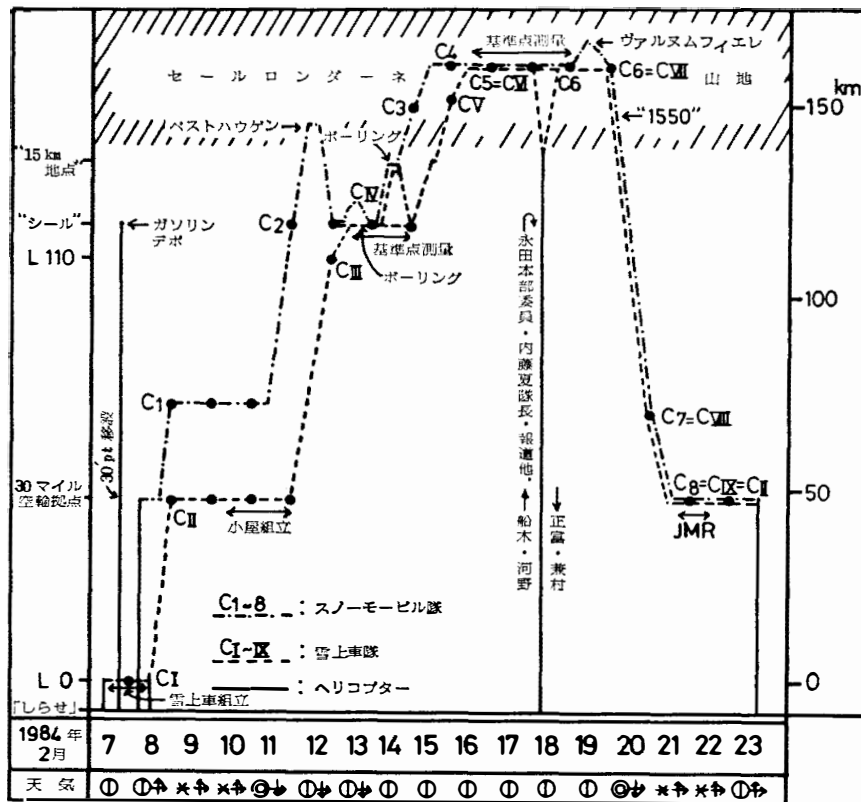 セールロンダーネ
山地
基準点測量
ヴァルヌムフィエレ
km
C4
C5=CⅥ
C6
C6=CⅦ
"1550"
C3
CⅤ
150
ベストハウゲン
ボーリング
"15km
地点"
CⅣ
"シール"
ガソリン
デポ
C2
基準点測量
L 110
CⅢ
ボーリング
100
永田本部委員・内藤夏隊長・報道他
船木・河野
正富・兼村
C1
C7=CⅧ
30pt移設
30マイル
空輸拠点
CⅡ
小屋組立
C8=CⅨ=CⅡ
50
JMR
C1~8 : スノーモービル隊
CⅠ~Ⅸ : 雪上車隊
: ヘリコプター
L 0
CⅠ
0
「しらせ」
雪上車組立
1984年
2月
7 8 9 10 11 12 13 14 15 16 17 18 19 20 21 22 23
天気